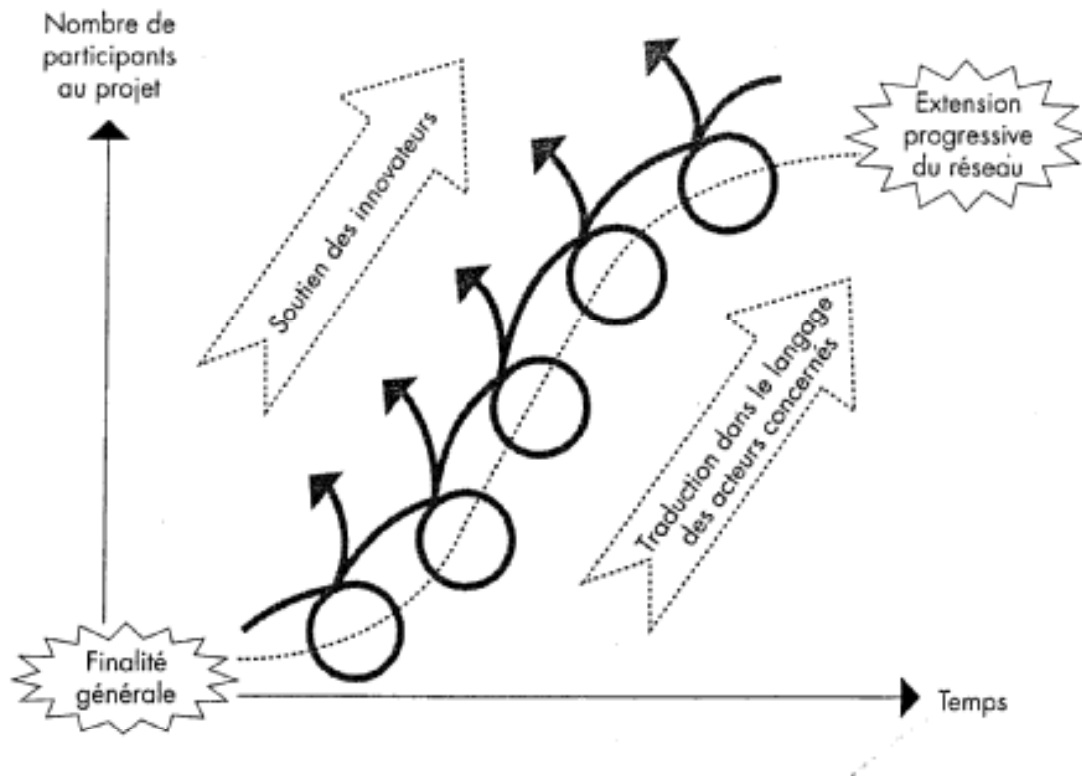 Nombre de
participants
au projet
Soutien des innovateurs
Extension
progressive
du réseau
Traduction dans le langage
des acteurs concernés
Finalité
générale
Temps